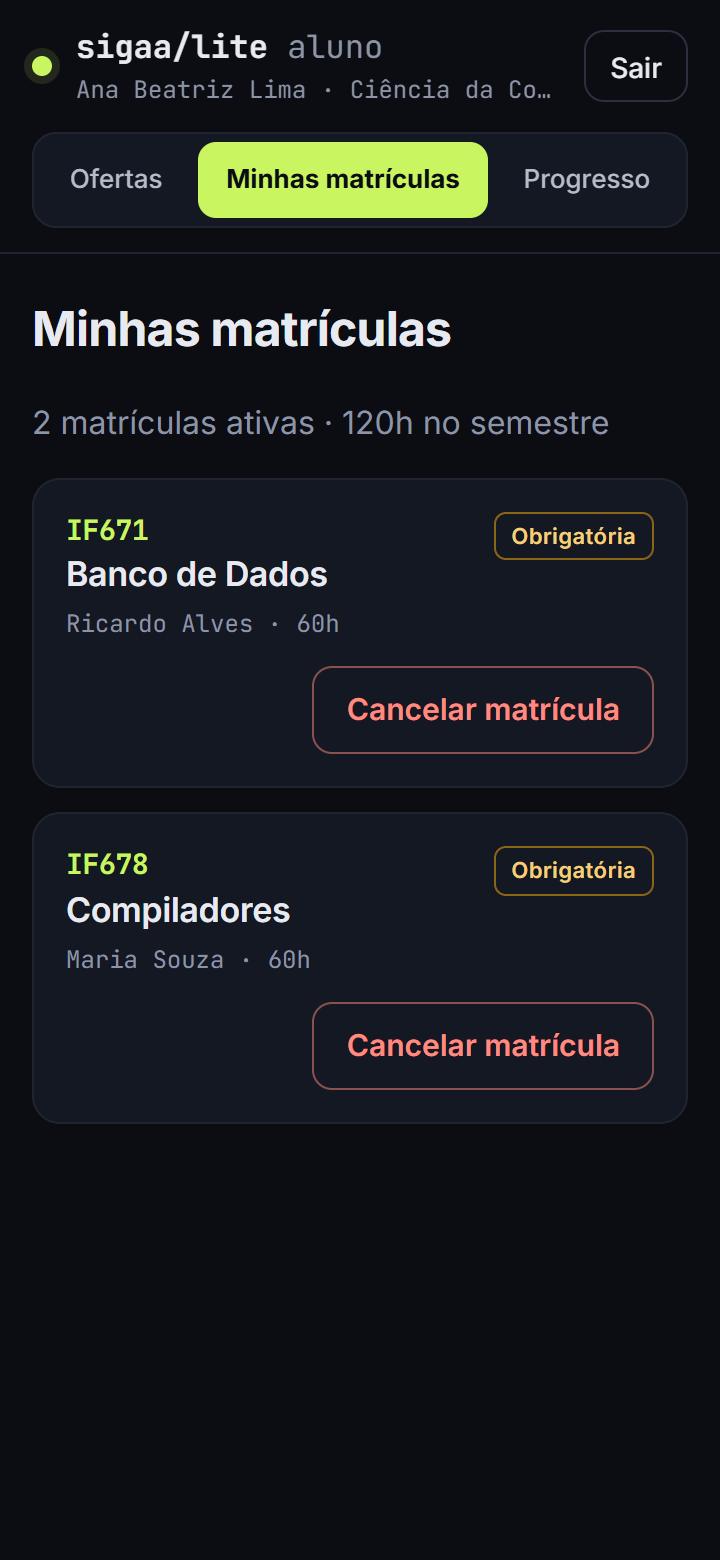 sigaa/lite aluno
Ana Beatriz Lima · Ciência da Co…
Sair
Ofertas
Minhas matrículas
Progresso
Minhas matrículas
2 matrículas ativas · 120h no semestre
IF671
Obrigatória
Banco de Dados
Ricardo Alves · 60h
Cancelar matrícula
IF678
Obrigatória
Compiladores
Maria Souza · 60h
Cancelar matrícula